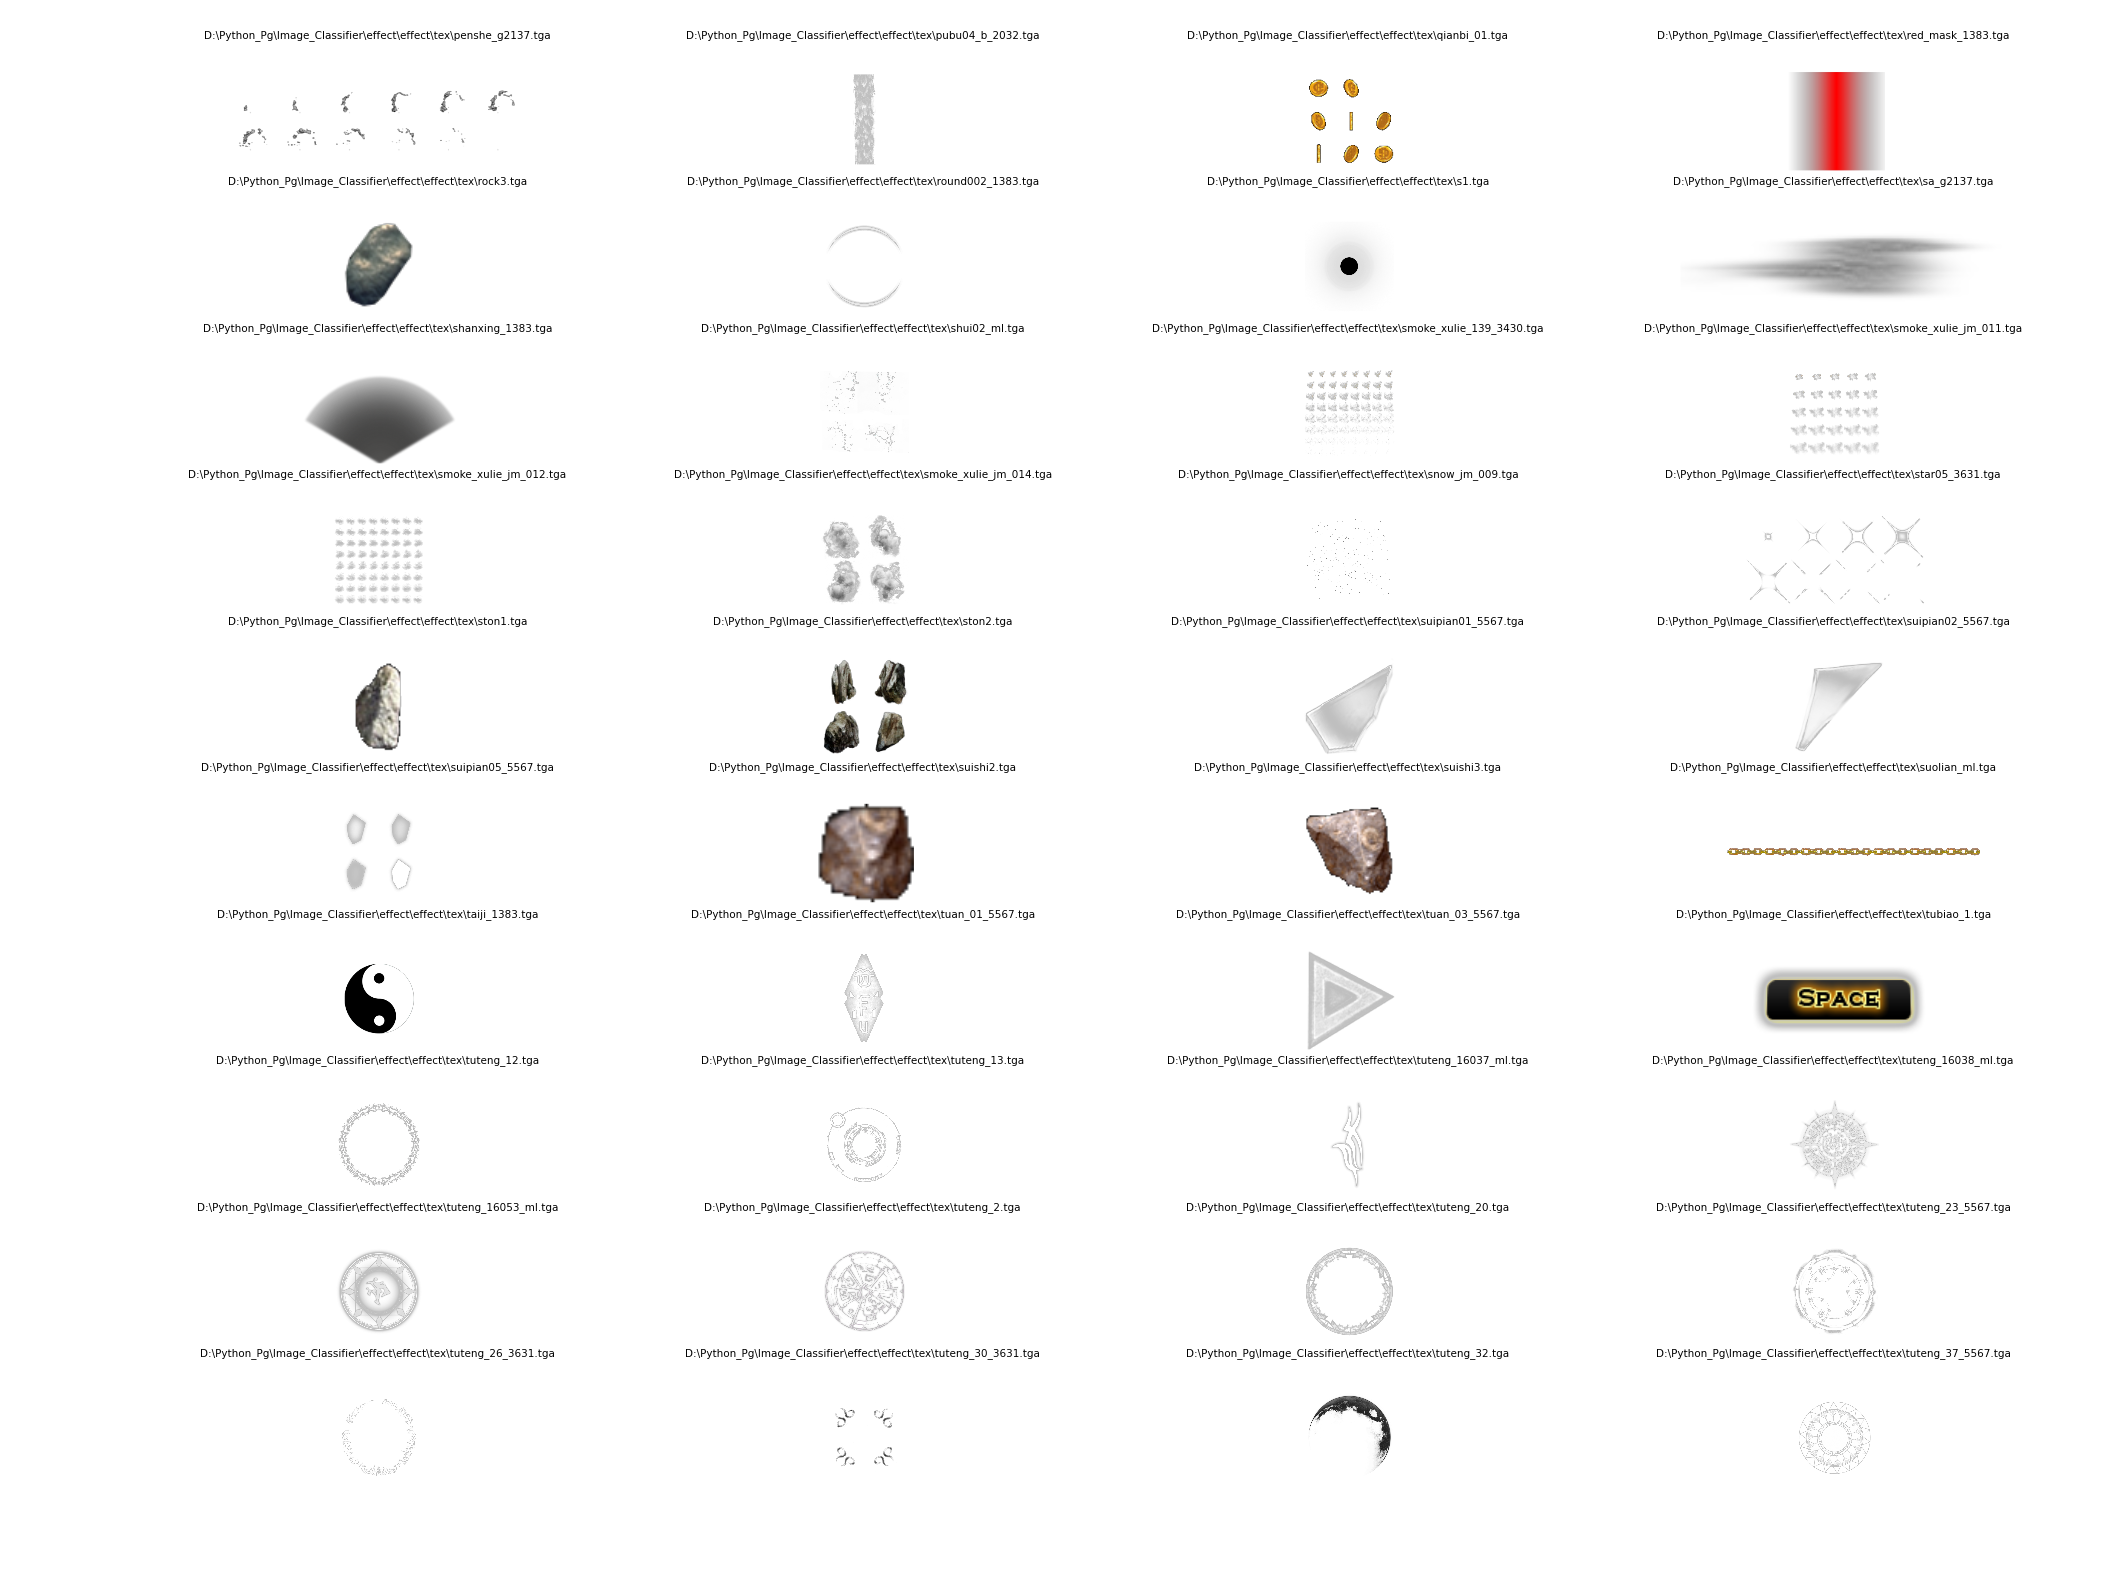 D:\Python_Pg\Image_Classifier\effect\effect\tex\penshe_g2137.tga
D:\Python_Pg\Image_Classifier\effect\effect\tex\pubu04_b_2032.tga
D:\Python_Pg\Image_Classifier\effect\effect\tex\qianbi_01.tga
D:\Python_Pg\Image_Classifier\effect\effect\tex\red_mask_1383.tga
D:\Python_Pg\Image_Classifier\effect\effect\tex\rock3.tga
D:\Python_Pg\Image_Classifier\effect\effect\tex\round002_1383.tga
D:\Python_Pg\Image_Classifier\effect\effect\tex\s1.tga
D:\Python_Pg\Image_Classifier\effect\effect\tex\sa_g2137.tga
D:\Python_Pg\Image_Classifier\effect\effect\tex\shanxing_1383.tga
D:\Python_Pg\Image_Classifier\effect\effect\tex\shui02_ml.tga
D:\Python_Pg\Image_Classifier\effect\effect\tex\smoke_xulie_139_3430.tga
D:\Python_Pg\Image_Classifier\effect\effect\tex\smoke_xulie_jm_011.tga
D:\Python_Pg\Image_Classifier\effect\effect\tex\smoke_xulie_jm_012.tga
D:\Python_Pg\Image_Classifier\effect\effect\tex\smoke_xulie_jm_014.tga
D:\Python_Pg\Image_Classifier\effect\effect\tex\snow_jm_009.tga
D:\Python_Pg\Image_Classifier\effect\effect\tex\star05_3631.tga
D:\Python_Pg\Image_Classifier\effect\effect\tex\ston1.tga
D:\Python_Pg\Image_Classifier\effect\effect\tex\ston2.tga
D:\Python_Pg\Image_Classifier\effect\effect\tex\suipian01_5567.tga
D:\Python_Pg\Image_Classifier\effect\effect\tex\suipian02_5567.tga
D:\Python_Pg\Image_Classifier\effect\effect\tex\suipian05_5567.tga
D:\Python_Pg\Image_Classifier\effect\effect\tex\suishi2.tga
D:\Python_Pg\Image_Classifier\effect\effect\tex\suishi3.tga
D:\Python_Pg\Image_Classifier\effect\effect\tex\suolian_ml.tga
D:\Python_Pg\Image_Classifier\effect\effect\tex\taiji_1383.tga
D:\Python_Pg\Image_Classifier\effect\effect\tex\tuan_01_5567.tga
D:\Python_Pg\Image_Classifier\effect\effect\tex\tuan_03_5567.tga
D:\Python_Pg\Image_Classifier\effect\effect\tex\tubiao_1.tga
SPACE
D:\Python_Pg\Image_Classifier\effect\effect\tex\tuteng_12.tga
D:\Python_Pg\Image_Classifier\effect\effect\tex\tuteng_13.tga
D:\Python_Pg\Image_Classifier\effect\effect\tex\tuteng_16037_ml.tga
D:\Python_Pg\Image_Classifier\effect\effect\tex\tuteng_16038_ml.tga
D:\Python_Pg\Image_Classifier\effect\effect\tex\tuteng_16053_ml.tga
D:\Python_Pg\Image_Classifier\effect\effect\tex\tuteng_2.tga
D:\Python_Pg\Image_Classifier\effect\effect\tex\tuteng_20.tga
D:\Python_Pg\Image_Classifier\effect\effect\tex\tuteng_23_5567.tga
D:\Python_Pg\Image_Classifier\effect\effect\tex\tuteng_26_3631.tga
D:\Python_Pg\Image_Classifier\effect\effect\tex\tuteng_30_3631.tga
D:\Python_Pg\Image_Classifier\effect\effect\tex\tuteng_32.tga
D:\Python_Pg\Image_Classifier\effect\effect\tex\tuteng_37_5567.tga